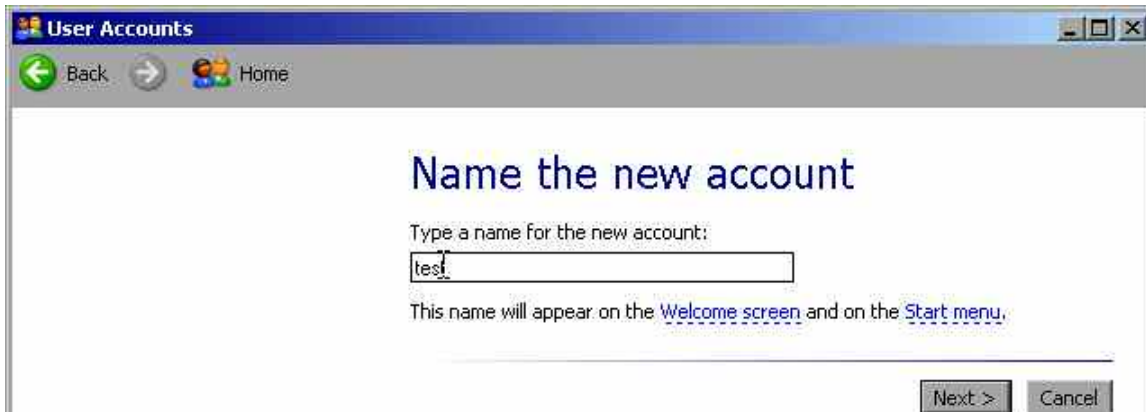 User Accounts
Back Home
Name the new account
Type a name for the new account:
test
This name will appear on the Welcome screen and on the Start menu.
Next > Cancel